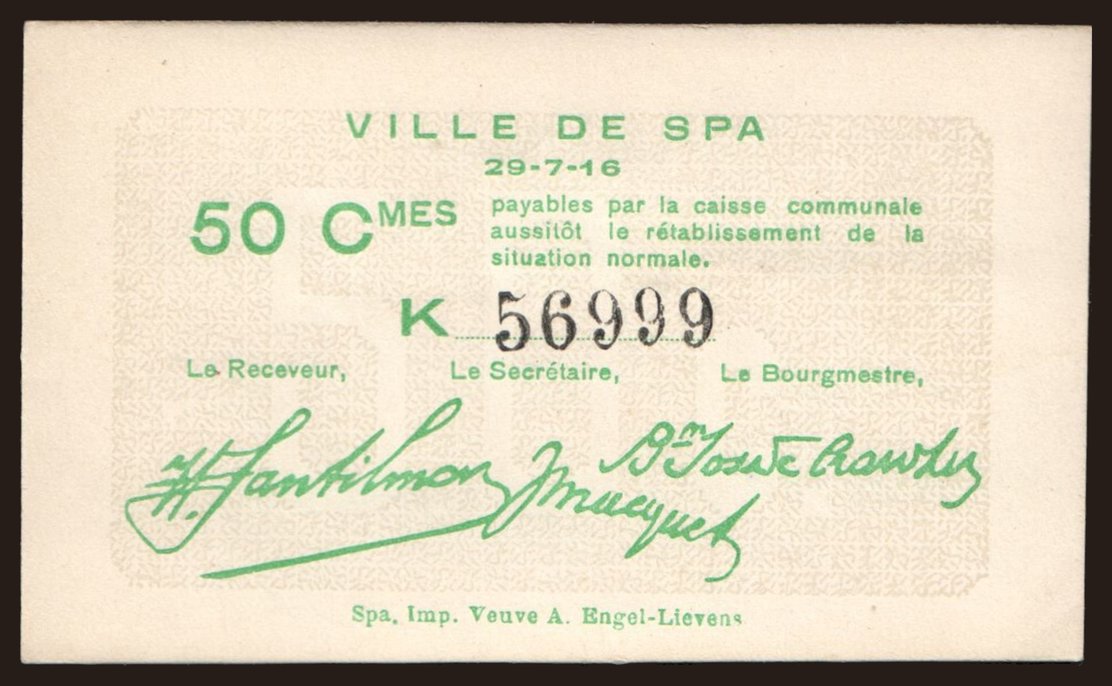 VILLE DE SPA
29-7-16
50 CMES
payables par la caisse communale
aussitôt le rétablissement de la
situation normale.
K 56999
Le Receveur, Le Secrétaire, Le Bourgmestre,
Spa, Imp. Veuve A. Engel-Lievens